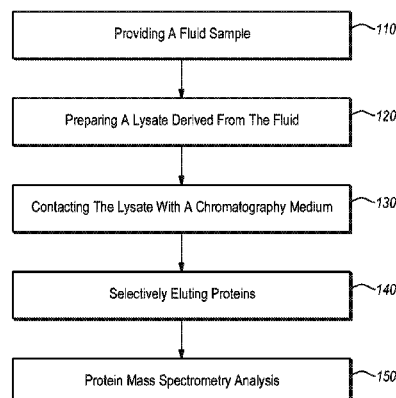 Providing A Fluid Sample
110
Preparing A Lysate Derived From The Fluid
120
Contacting The Lysate With A Chromatography Medium
130
Selectively Eluting Proteins
140
Protein Mass Spectrometry Analysis
150